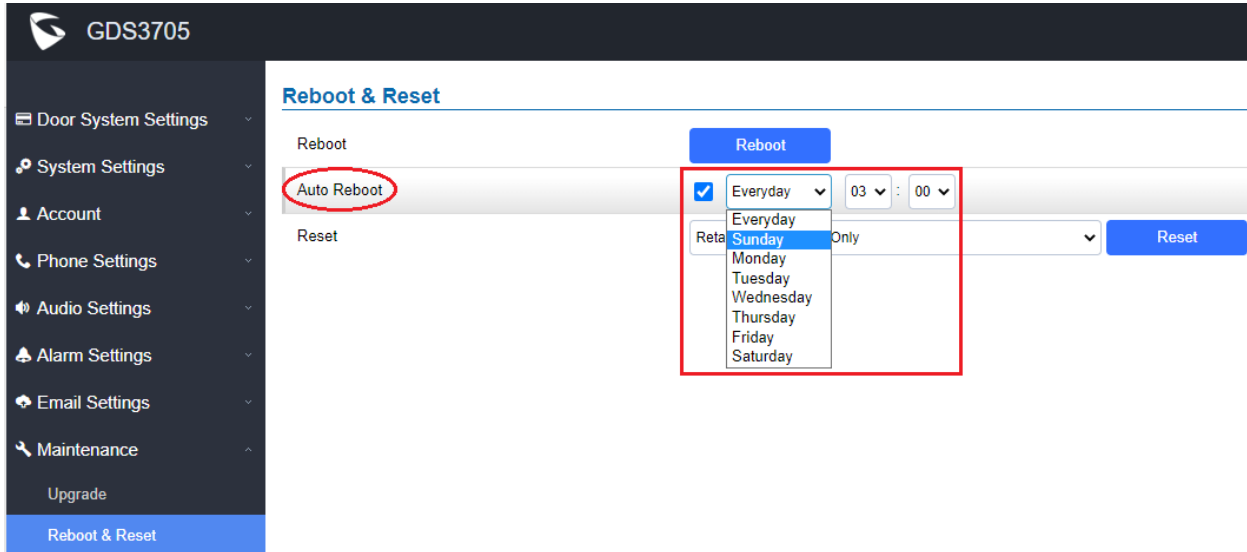 GDS3705
Door System Settings
System Settings
Account
Phone Settings
Audio Settings
Alarm Settings
Email Settings
Maintenance
Upgrade
Reboot & Reset
Reboot & Reset
Reboot Reboot
Auto Reboot Everyday 03 : 00
Everyday
Sunday
Monday
Tuesday
Wednesday
Thursday
Friday
Saturday
Reset Reta Only Reset